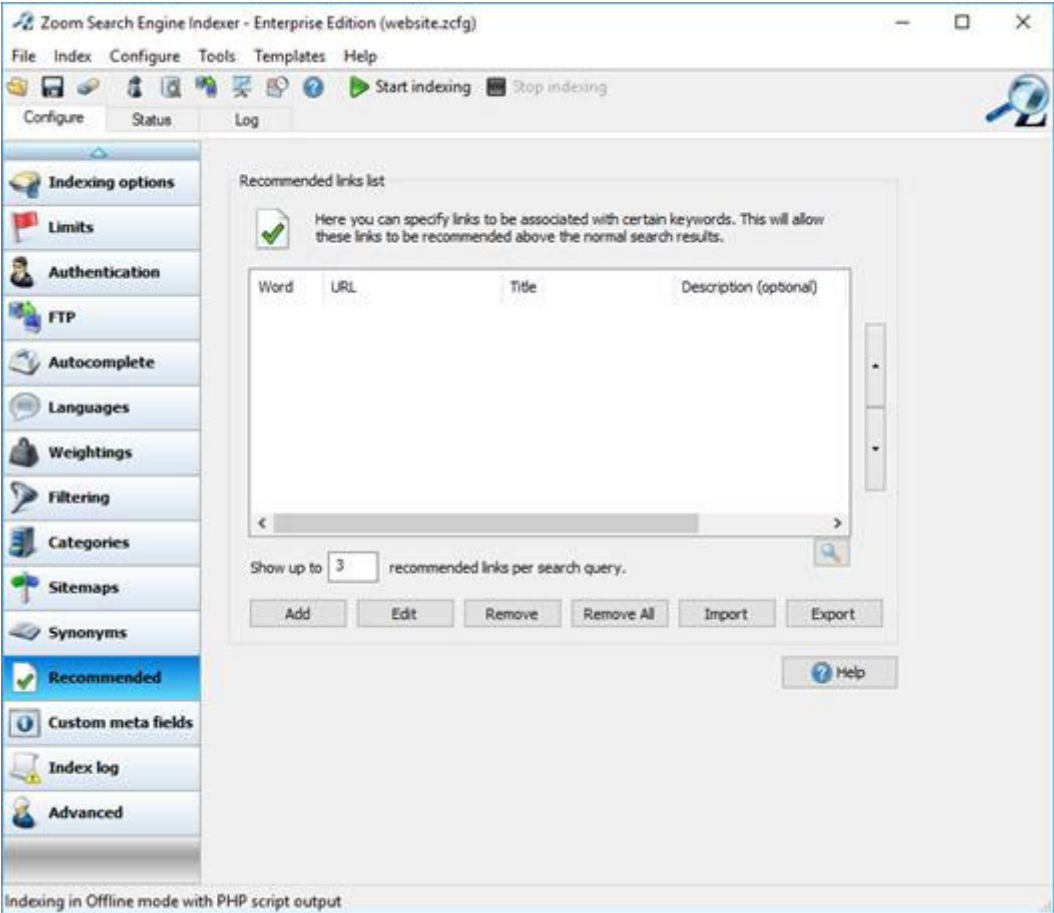 Zoom Search Engine Indexer - Enterprise Edition (website.zcfg)
File Index Configure Tools Templates Help
Start indexing Stop indexing
Configure Status Log
Indexing options
Limits
Authentication
FTP
Autocomplete
Languages
Weightings
Filtering
Categories
Sitemaps
Synonyms
Recommended
Custom meta fields
Index log
Advanced
Recommended links list
Here you can specify links to be associated with certain keywords. This will allow
these links to be recommended above the normal search results.
Word URL Title Description (optional)
Show up to 3 recommended links per search query.
Add Edit Remove Remove All Import Export
Help
Indexing in Offline mode with PHP script output